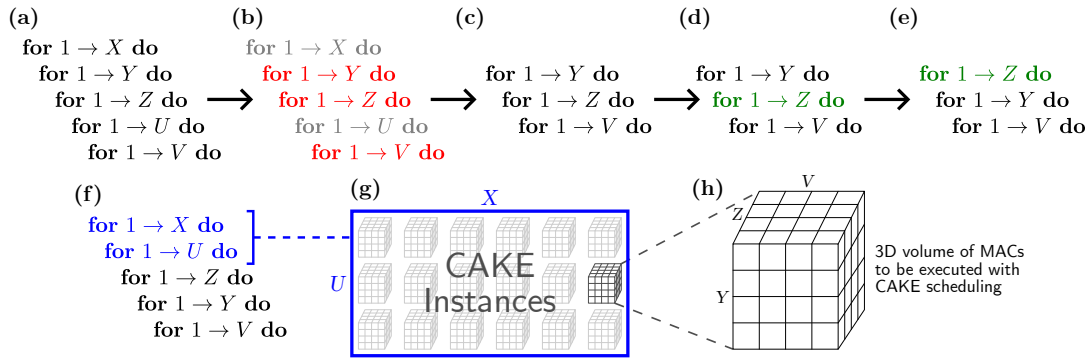 (a)
for 1 → X do
for 1 → Y do
for 1 → Z do
for 1 → U do
for 1 → V do
(b)
for 1 → X do
for 1 → Y do
for 1 → Z do
for 1 → U do
for 1 → V do
(c)
for 1 → Y do
for 1 → Z do
for 1 → V do
(d)
for 1 → Y do
for 1 → Z do
for 1 → V do
(e)
for 1 → Z do
for 1 → Y do
for 1 → V do
(f)
for 1 → X do
for 1 → U do
for 1 → Z do
for 1 → Y do
for 1 → V do
(g)
X
U
CAKE
Instances
(h)
V
Z
Y
3D volume of MACs
to be executed with
CAKE scheduling